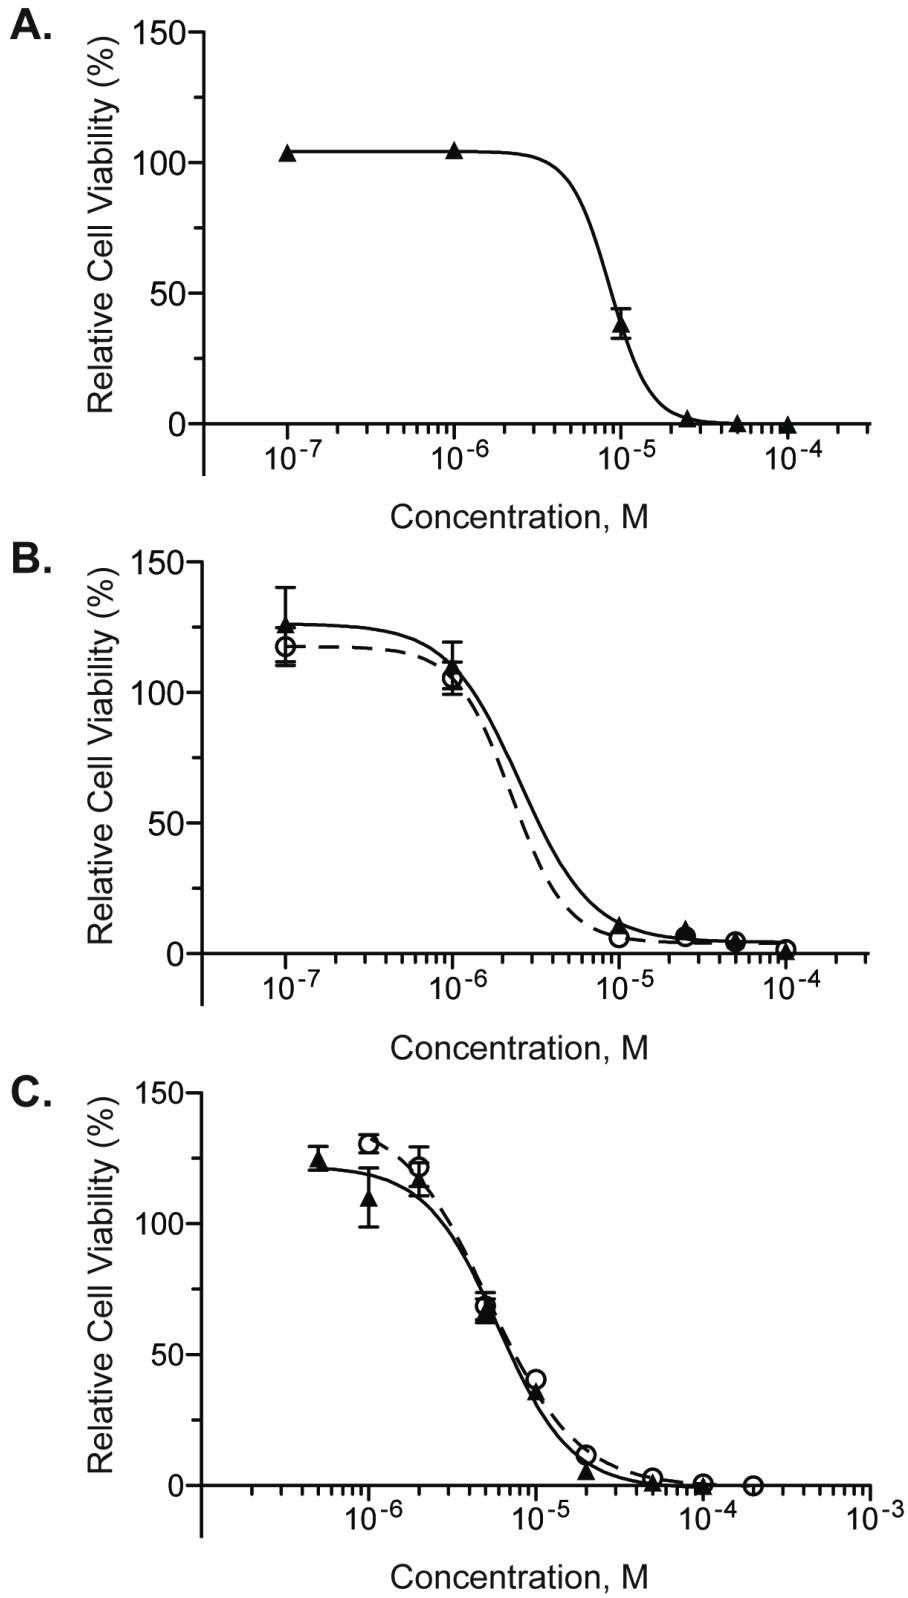 A.
Relative Cell Viability (%)
150
100
50
0
10-7 10-6 10-5 10-4
Concentration, M
B.
Relative Cell Viability (%)
150
100
50
0
10-7 10-6 10-5 10-4
Concentration, M
C.
Relative Cell Viability (%)
150
100
50
0
10-6 10-5 10-4 10-3
Concentration, M